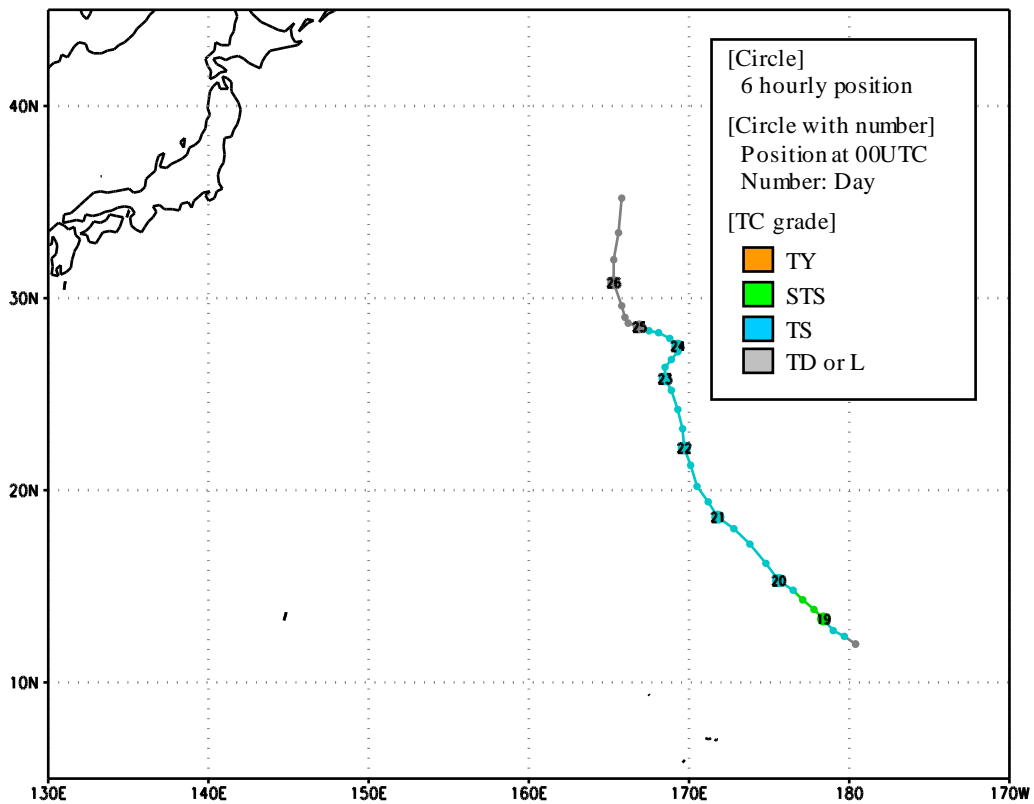 [Circle]
6 hourly position
[Circle with number]
Position at 00UTC
Number: Day
[TC grade]
TY
STS
TS
TD or L
40N
30N
20N
10N
26
25
24
23
22
21
20
19
130E 140E 150E 160E 170E 180 170W